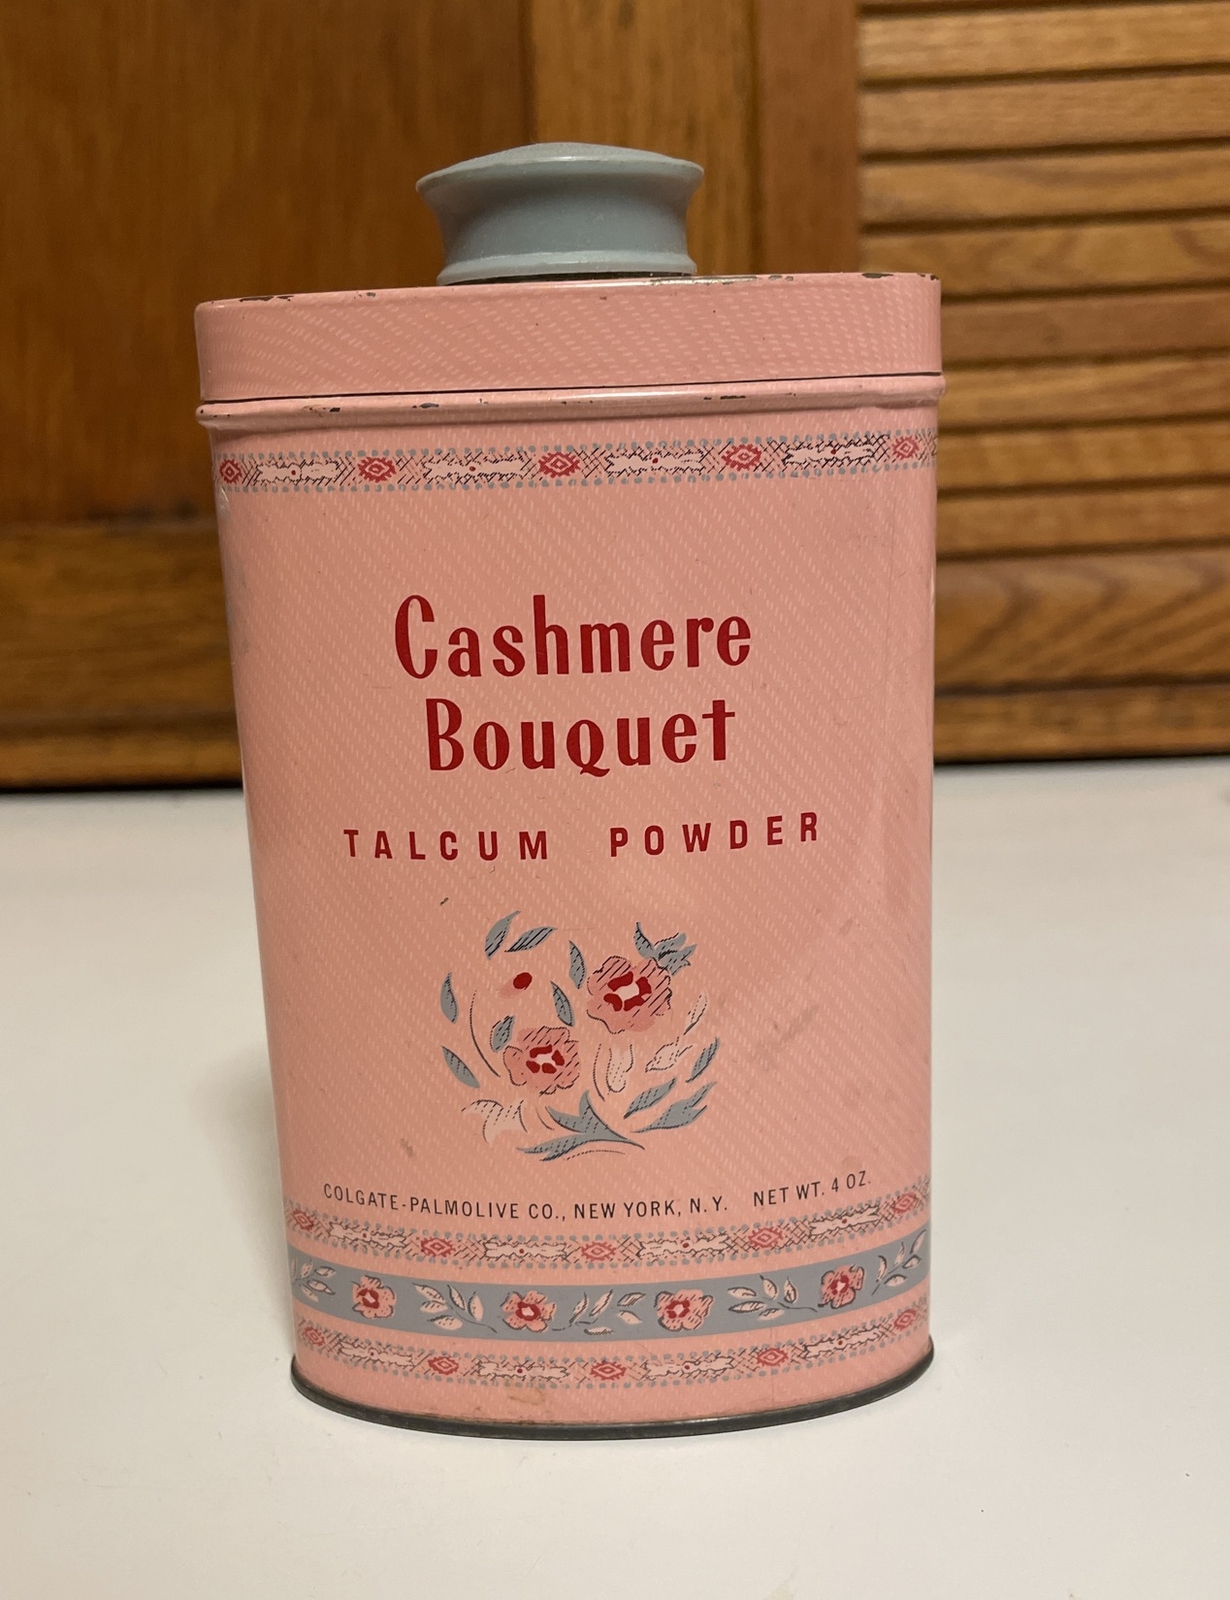 Cashmere
Bouquet
TALCUM POWDER
COLGATE-PALMOLIVE CO., NEW YORK, N.Y. NET WT. 4 OZ.